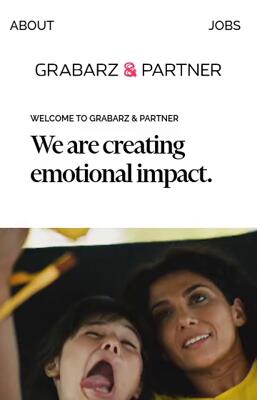 ABOUT JOBS
GRABARZ & PARTNER
WELCOME TO GRABARZ & PARTNER
We are creating
emotional impact.